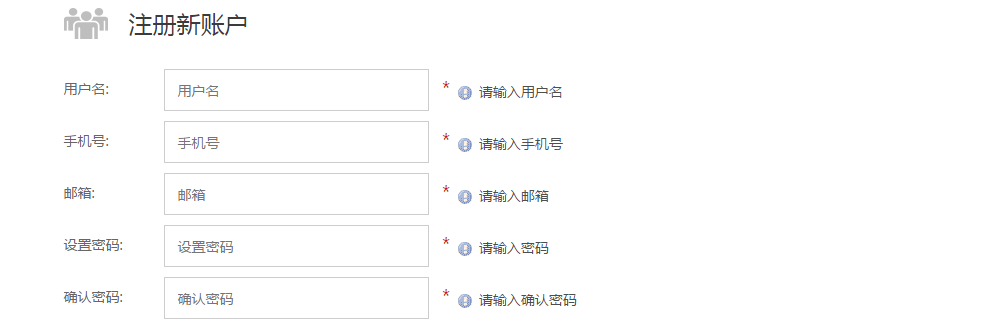 注册新账户
用户名: 用户名 * 请输入用户名
手机号: 手机号 * 请输入手机号
邮箱: 邮箱 * 请输入邮箱
设置密码: 设置密码 * 请输入密码
确认密码: 确认密码 * 请输入确认密码